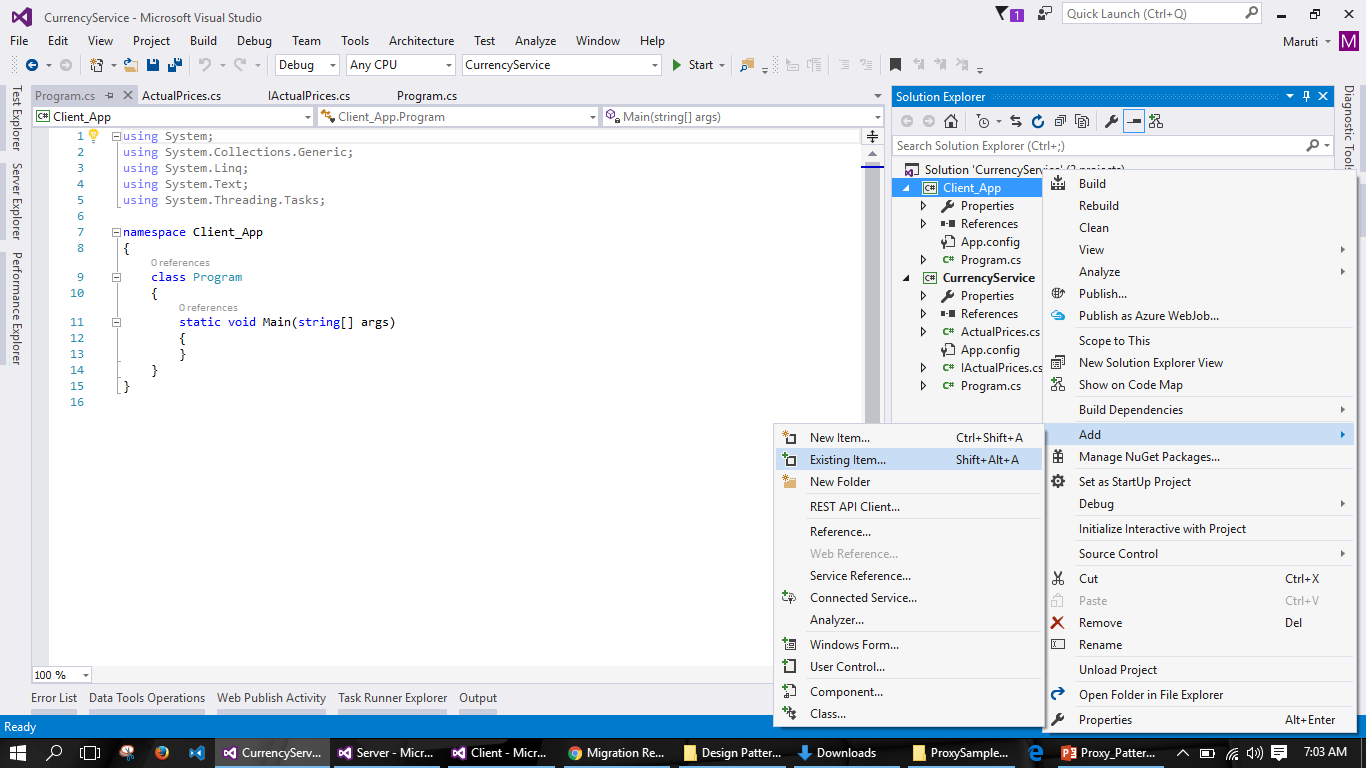 CurrencyService - Microsoft Visual Studio
1
Quick Launch (Ctrl+Q)
File Edit View Project Build Debug Team Tools Architecture Test Analyze Window Help
Maruti M
Debug Any CPU CurrencyService Start
Test Explorer
Server Explorer
Performance Explorer
Program.cs ActualPrices.cs IActualPrices.cs Program.cs
Client_App Client_App.Program Main(string[] args)
1 using System;
2 using System.Collections.Generic;
3 using System.Linq;
4 using System.Text;
5 using System.Threading.Tasks;
6
7 namespace Client_App
8 {
0 references
9 class Program
10 {
0 references
11 static void Main(string[] args)
12 {
13 }
14 }
15 }
16
100 %
Solution Explorer
Search Solution Explorer (Ctrl+;)
Solution 'CurrencyService' (2 projects)
C# Client_App
Properties
References
App.config
C# Program.cs
C# CurrencyService
Properties
References
C# ActualPrices.cs
App.config
C# IActualPrices.cs
C# Program.cs
Diagnostic Tools
Build
Rebuild
Clean
View
Analyze
Publish...
Publish as Azure WebJob...
Scope to This
New Solution Explorer View
Show on Code Map
Build Dependencies
Add
Manage NuGet Packages...
Set as StartUp Project
Debug
Initialize Interactive with Project
Source Control
Cut Ctrl+X
Paste Ctrl+V
Remove Del
Rename
Unload Project
Open Folder in File Explorer
Properties Alt+Enter
New Item... Ctrl+Shift+A
Existing Item... Shift+Alt+A
New Folder
REST API Client...
Reference...
Web Reference...
Service Reference...
Connected Service...
Analyzer...
Windows Form...
User Control...
Component...
Class...
Error List Data Tools Operations Web Publish Activity Task Runner Explorer Output
Ready
CurrencyServ... Server - Micr... Client - Micr... Migration Re... Design Patter... Downloads ProxySample... Proxy_Patter... 7:03 AM